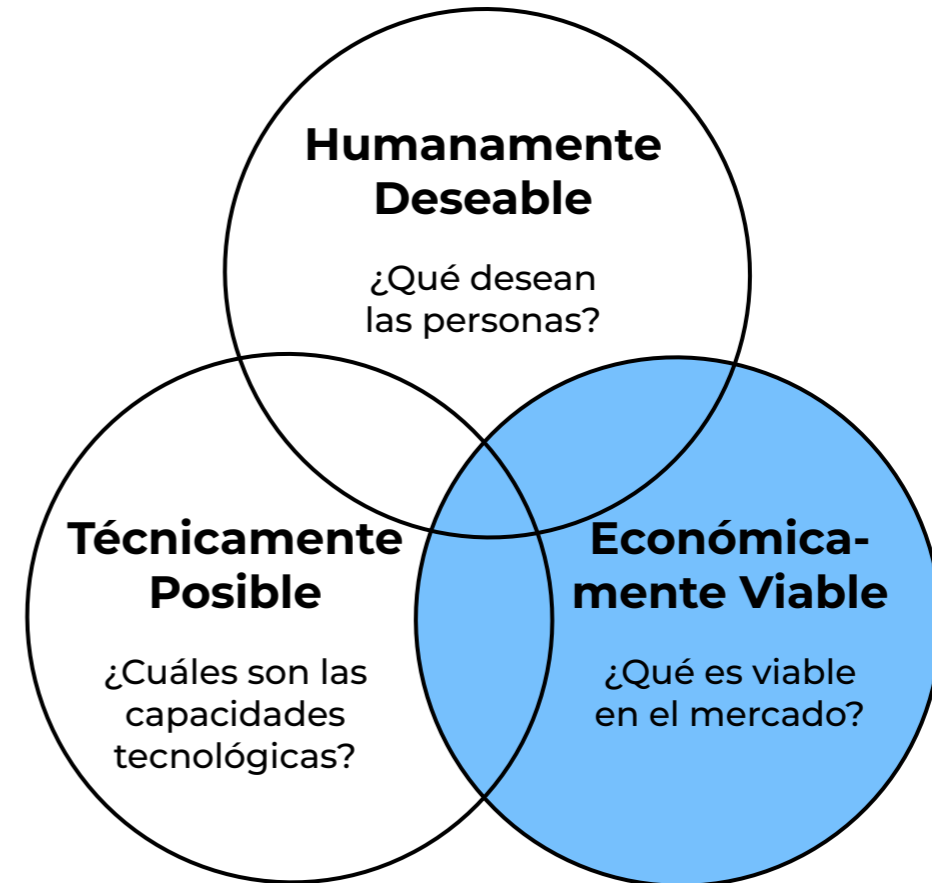 Humanamente
Deseable
¿Qué desean
las personas?
Técnicamente
Posible
¿Cuáles son las
capacidades
tecnológicas?
Económica-
mente Viable
¿Qué es viable
en el mercado?